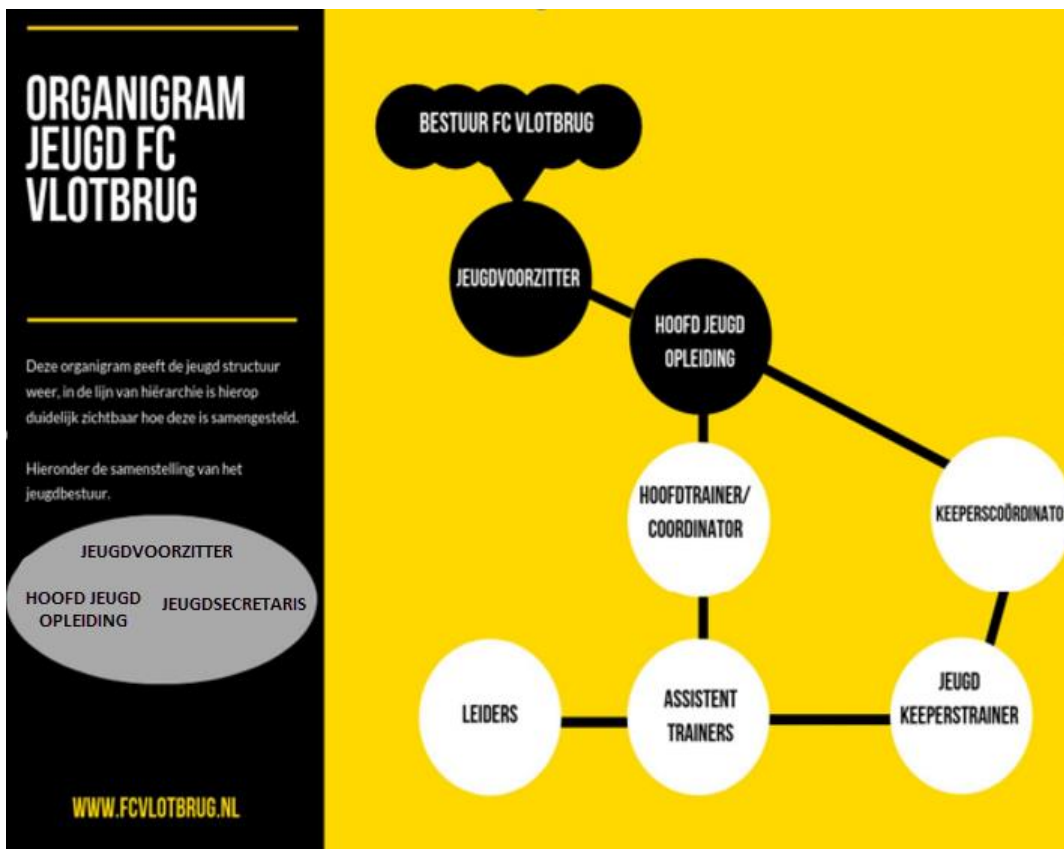 ORGANIGRAM
JEUGD FC
VLOTBRUG
Deze organigram geeft de jeugd structuur
weer, in de lijn van hiërarchie is hierop
duidelijk zichtbaar hoe deze is samengesteld.
Hieronder de samenstelling van het
jeugdbestuur.
JEUGDVOORZITTER
HOOFD JEUGD
OPLEIDING
JEUGDSECRETARIS
WWW.FCVLOTBRUG.NL
BESTUUR FC VLOTBRUG
JEUGDVOORZITTER
HOOFD JEUGD
OPLEIDING
HOOFDTRAINER/
COORDINATOR
KEEPERSCOÖRDINATO
LEIDERS
ASSISTENT
TRAINERS
JEUGD
KEEPERSTRAINER